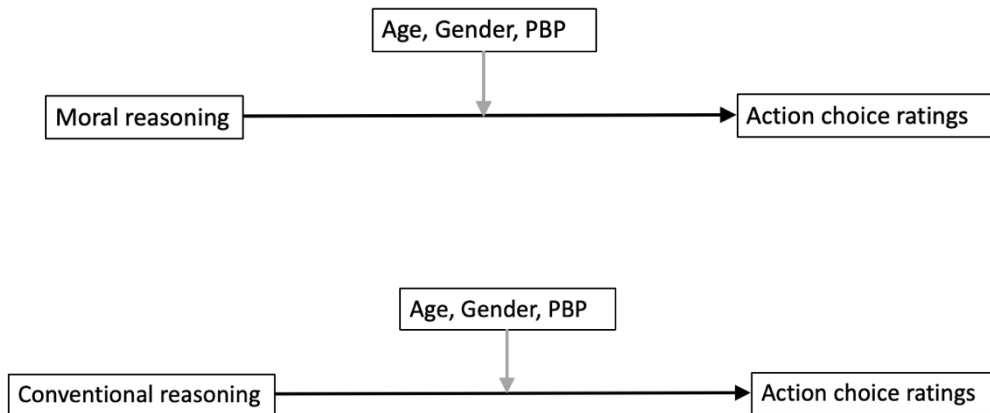 Age, Gender, PBP
Moral reasoning
Action choice ratings
Age, Gender, PBP
Conventional reasoning
Action choice ratings